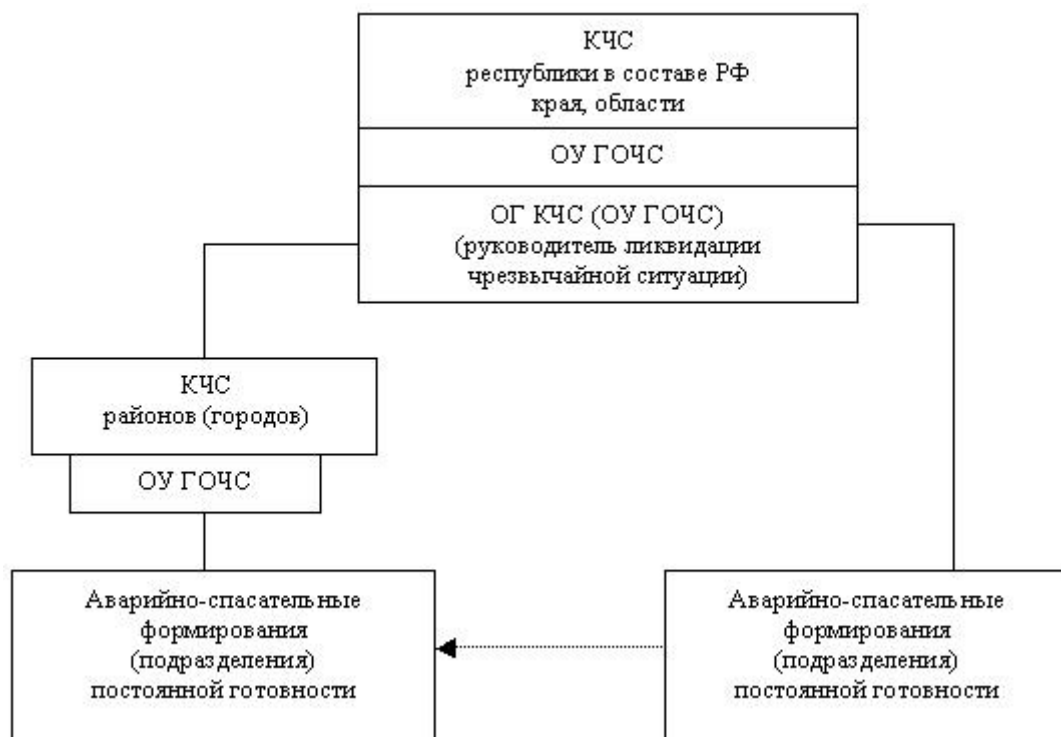 КЧС
республики в составе РФ
края, области
ОУ ГОЧС
ОГ КЧС (ОУ ГОЧС)
(руководитель ликвидации
чрезвычайной ситуации)
КЧС
районов (городов)
ОУ ГОЧС
Аварийно-спасательные
формирования
(подразделения)
постоянной готовности
Аварийно-спасательные
формирования
(подразделения)
постоянной готовности